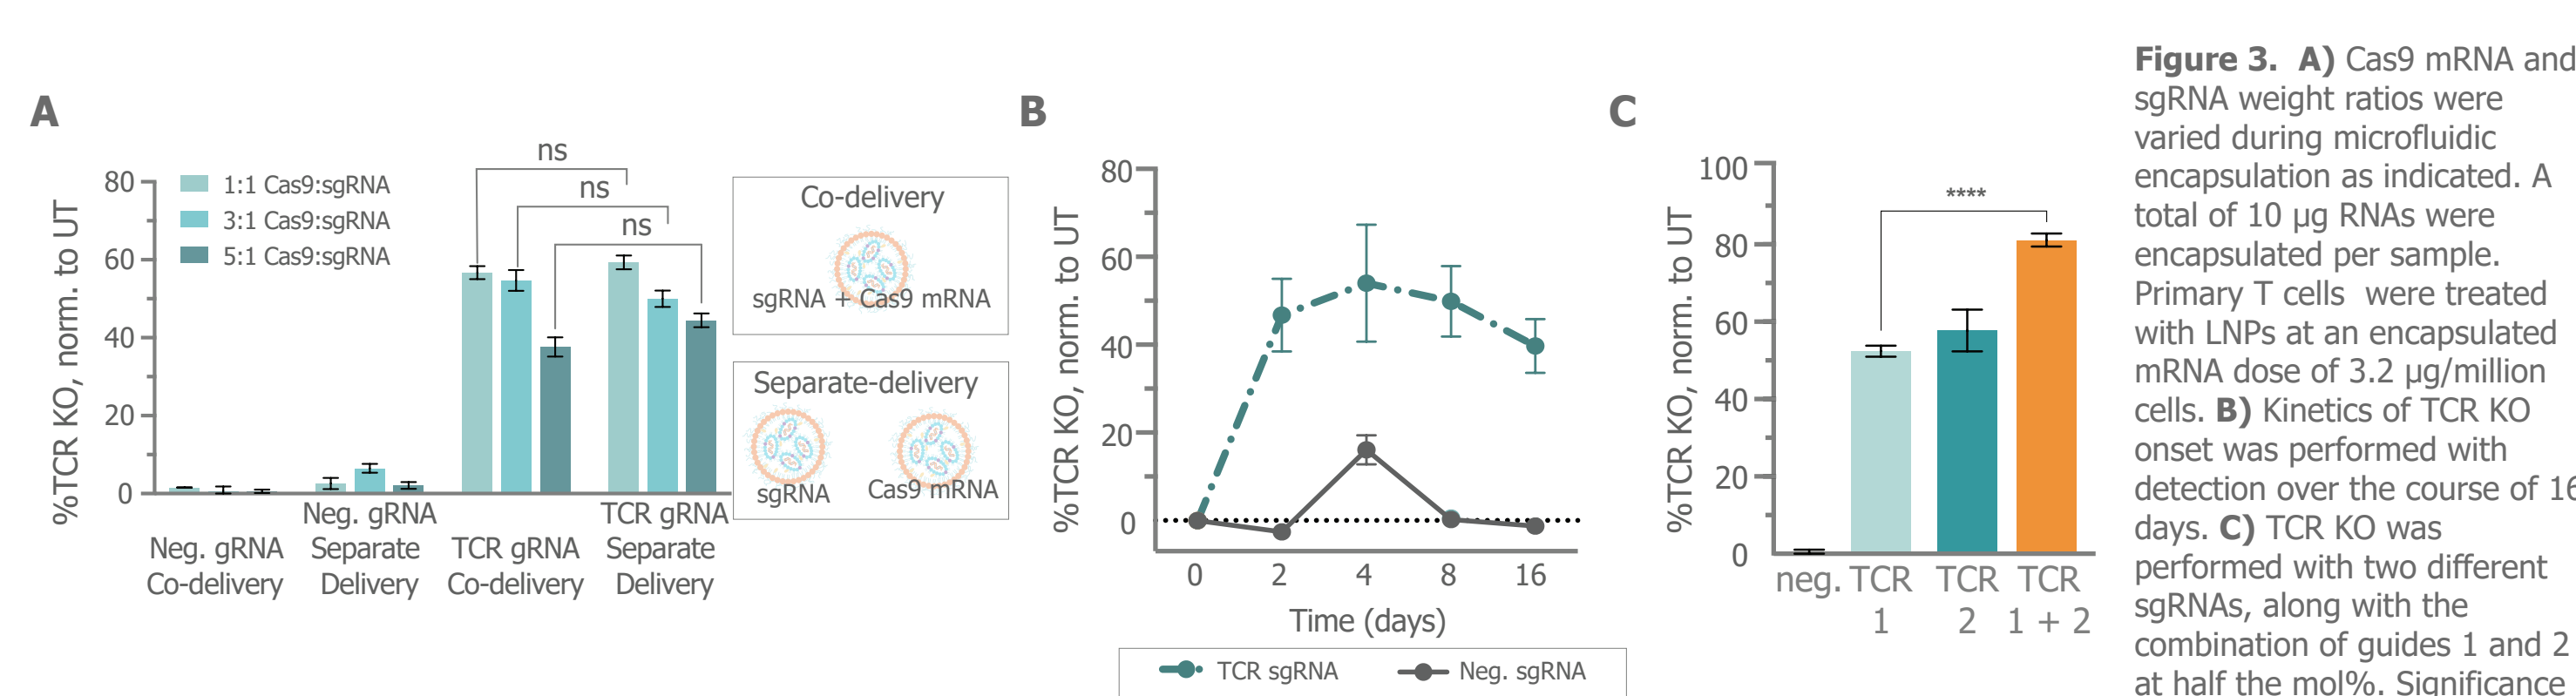 A
ns
ns
ns
1:1 Cas9:sgRNA
3:1 Cas9:sgRNA
5:1 Cas9:sgRNA
%TCR KO, norm. to UT
80
60
40
20
0
Neg. gRNA
Co-delivery
Neg. gRNA
Separate
Delivery
TCR gRNA
Co-delivery
TCR gRNA
Separate
Delivery
Co-delivery
sgRNA + Cas9 mRNA
Separate-delivery
sgRNA
Cas9 mRNA
B
%TCR KO, norm. to UT
80
60
40
20
0
0 2 4 8 16
Time (days)
TCR sgRNA
Neg. sgRNA
C
%TCR KO, norm. to UT
100
80
60
40
20
0
****
neg.
TCR
1
TCR
2
TCR
1 + 2
Figure 3. A) Cas9 mRNA and
sgRNA weight ratios were
varied during microfluidic
encapsulation as indicated. A
total of 10 μg RNAs were
encapsulated per sample.
Primary T cells were treated
with LNPs at an encapsulated
mRNA dose of 3.2 μg/million
cells. B) Kinetics of TCR KO
onset was performed with
detection over the course of 16
days. C) TCR KO was
performed with two different
sgRNAs, along with the
combination of guides 1 and 2
at half the mol%. Significance